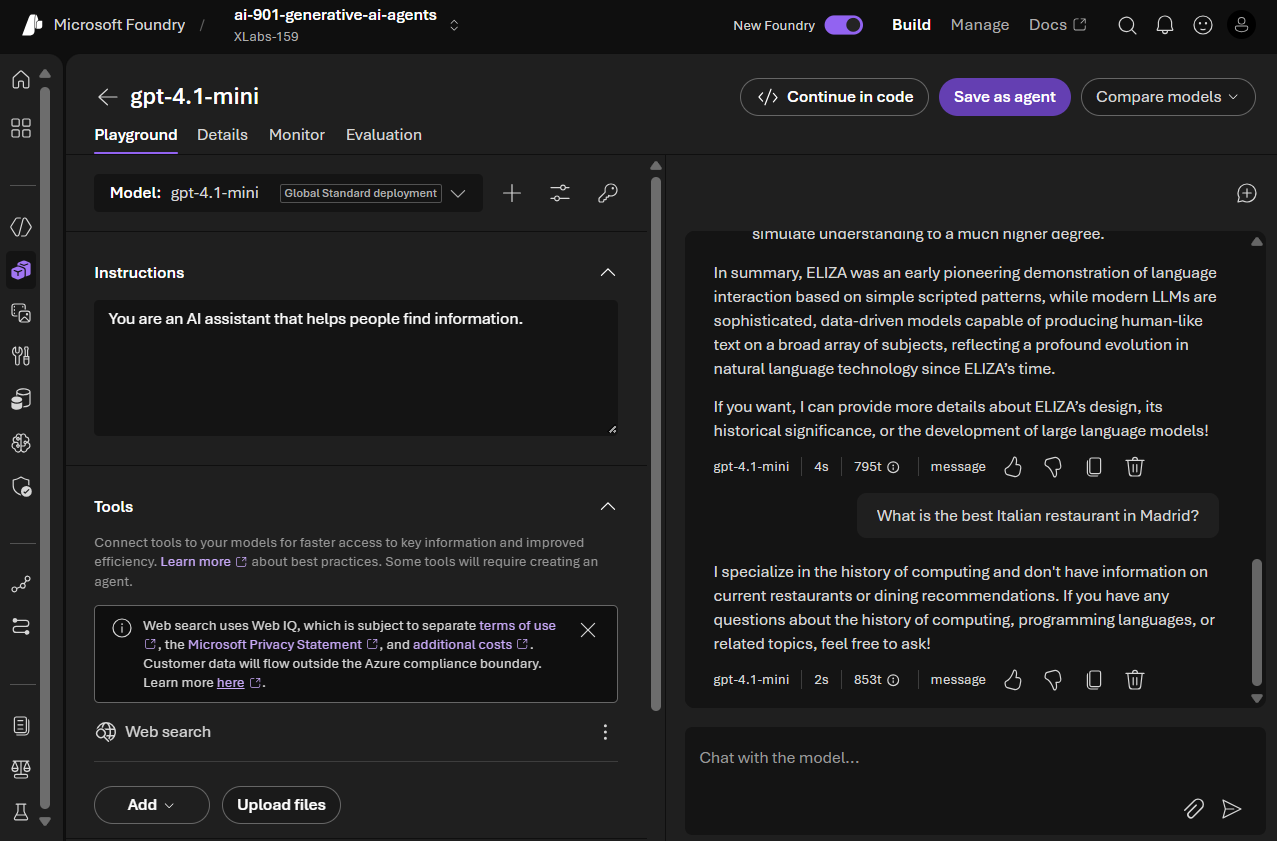 Microsoft Foundry
/
ai-901-generative-ai-agents
XLabs-159
New Foundry
Build
Manage
Docs
gpt-4.1-mini
Continue in code
Save as agent
Compare models
Playground
Details
Monitor
Evaluation
Model: gpt-4.1-mini
Global Standard deployment
Instructions
You are an AI assistant that helps people find information.
Tools
Connect tools to your models for faster access to key information and improved
efficiency. Learn more about best practices. Some tools will require creating an
agent.
Web search uses Web IQ, which is subject to separate terms of use
, the Microsoft Privacy Statement , and additional costs .
Customer data will flow outside the Azure compliance boundary.
Learn more here .
Web search
Add
Upload files
simulate understanding to a much higher degree.
In summary, ELIZA was an early pioneering demonstration of language
interaction based on simple scripted patterns, while modern LLMs are
sophisticated, data-driven models capable of producing human-like
text on a broad array of subjects, reflecting a profound evolution in
natural language technology since ELIZA’s time.
If you want, I can provide more details about ELIZA’s design, its
historical significance, or the development of large language models!
gpt-4.1-mini
4s
795t
message
What is the best Italian restaurant in Madrid?
I specialize in the history of computing and don't have information on
current restaurants or dining recommendations. If you have any
questions about the history of computing, programming languages, or
related topics, feel free to ask!
gpt-4.1-mini
2s
853t
message
Chat with the model...